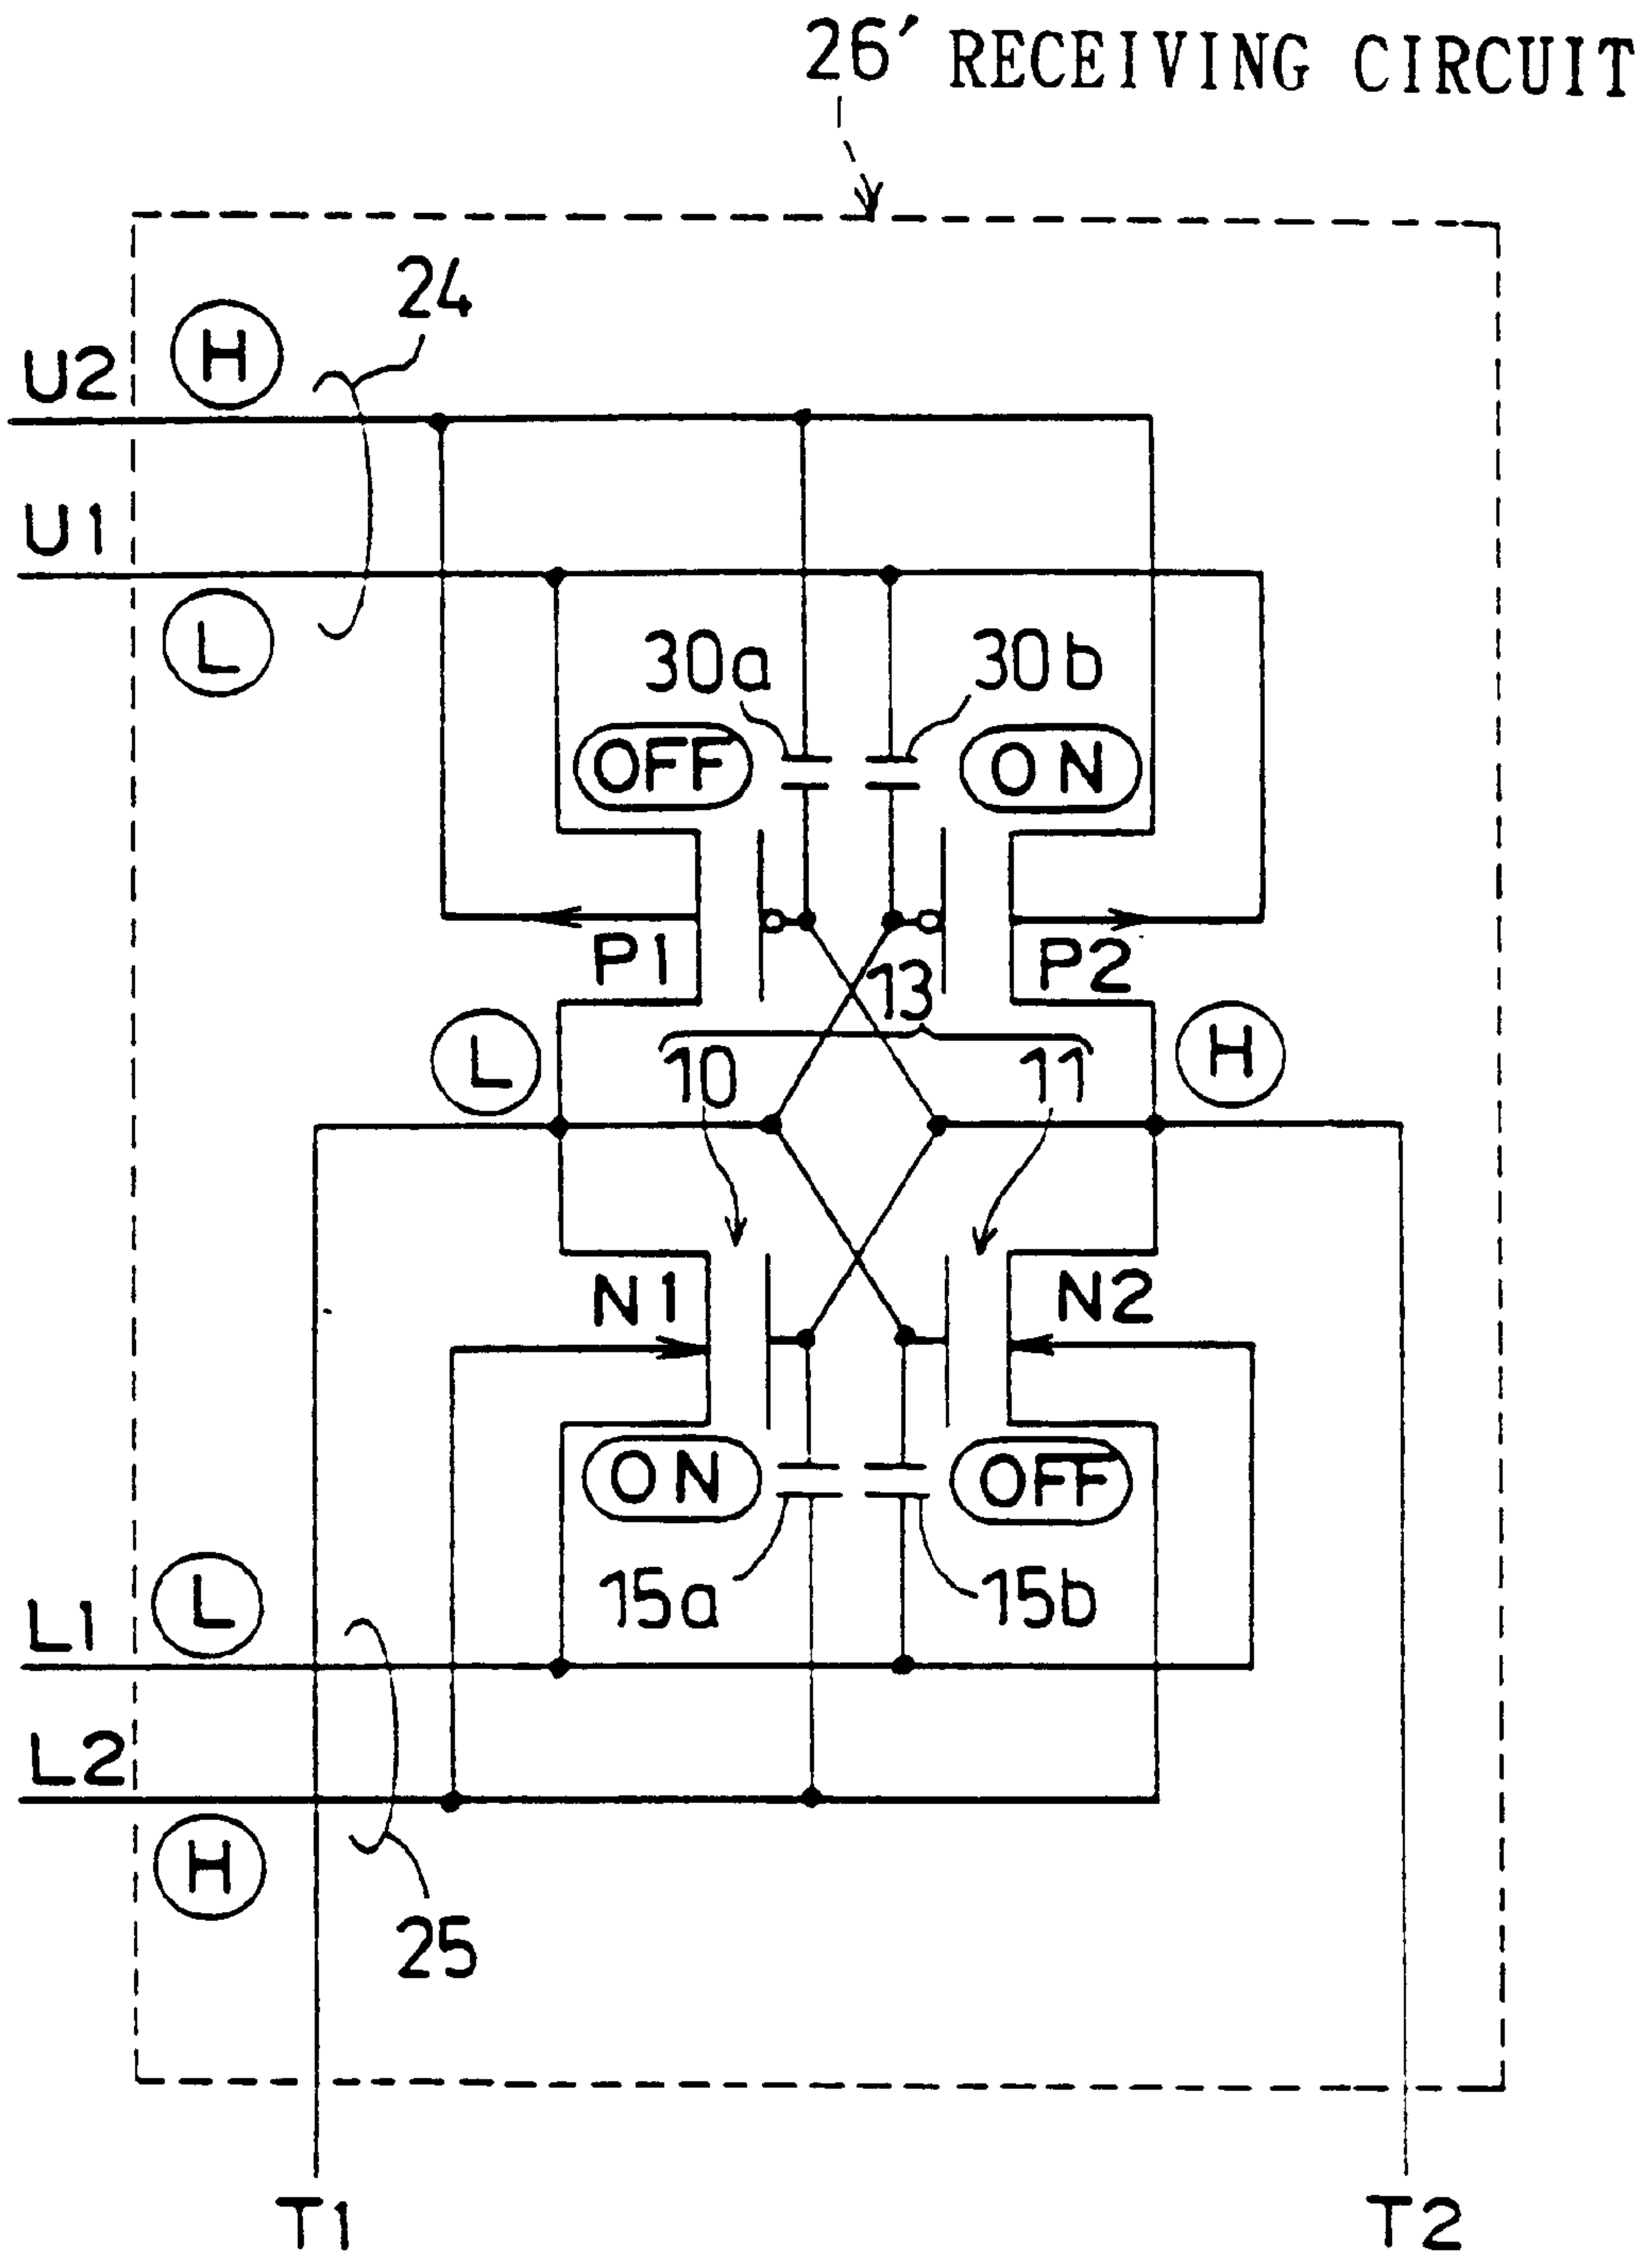 26′ RECEIVING CIRCUIT
24
U2
H
U1
L
30a
30b
OFF
ON
P1
P2
13
L
10
11
H
N1
N2
ON
OFF
15a
15b
L1
L
L2
H
25
T1
T2